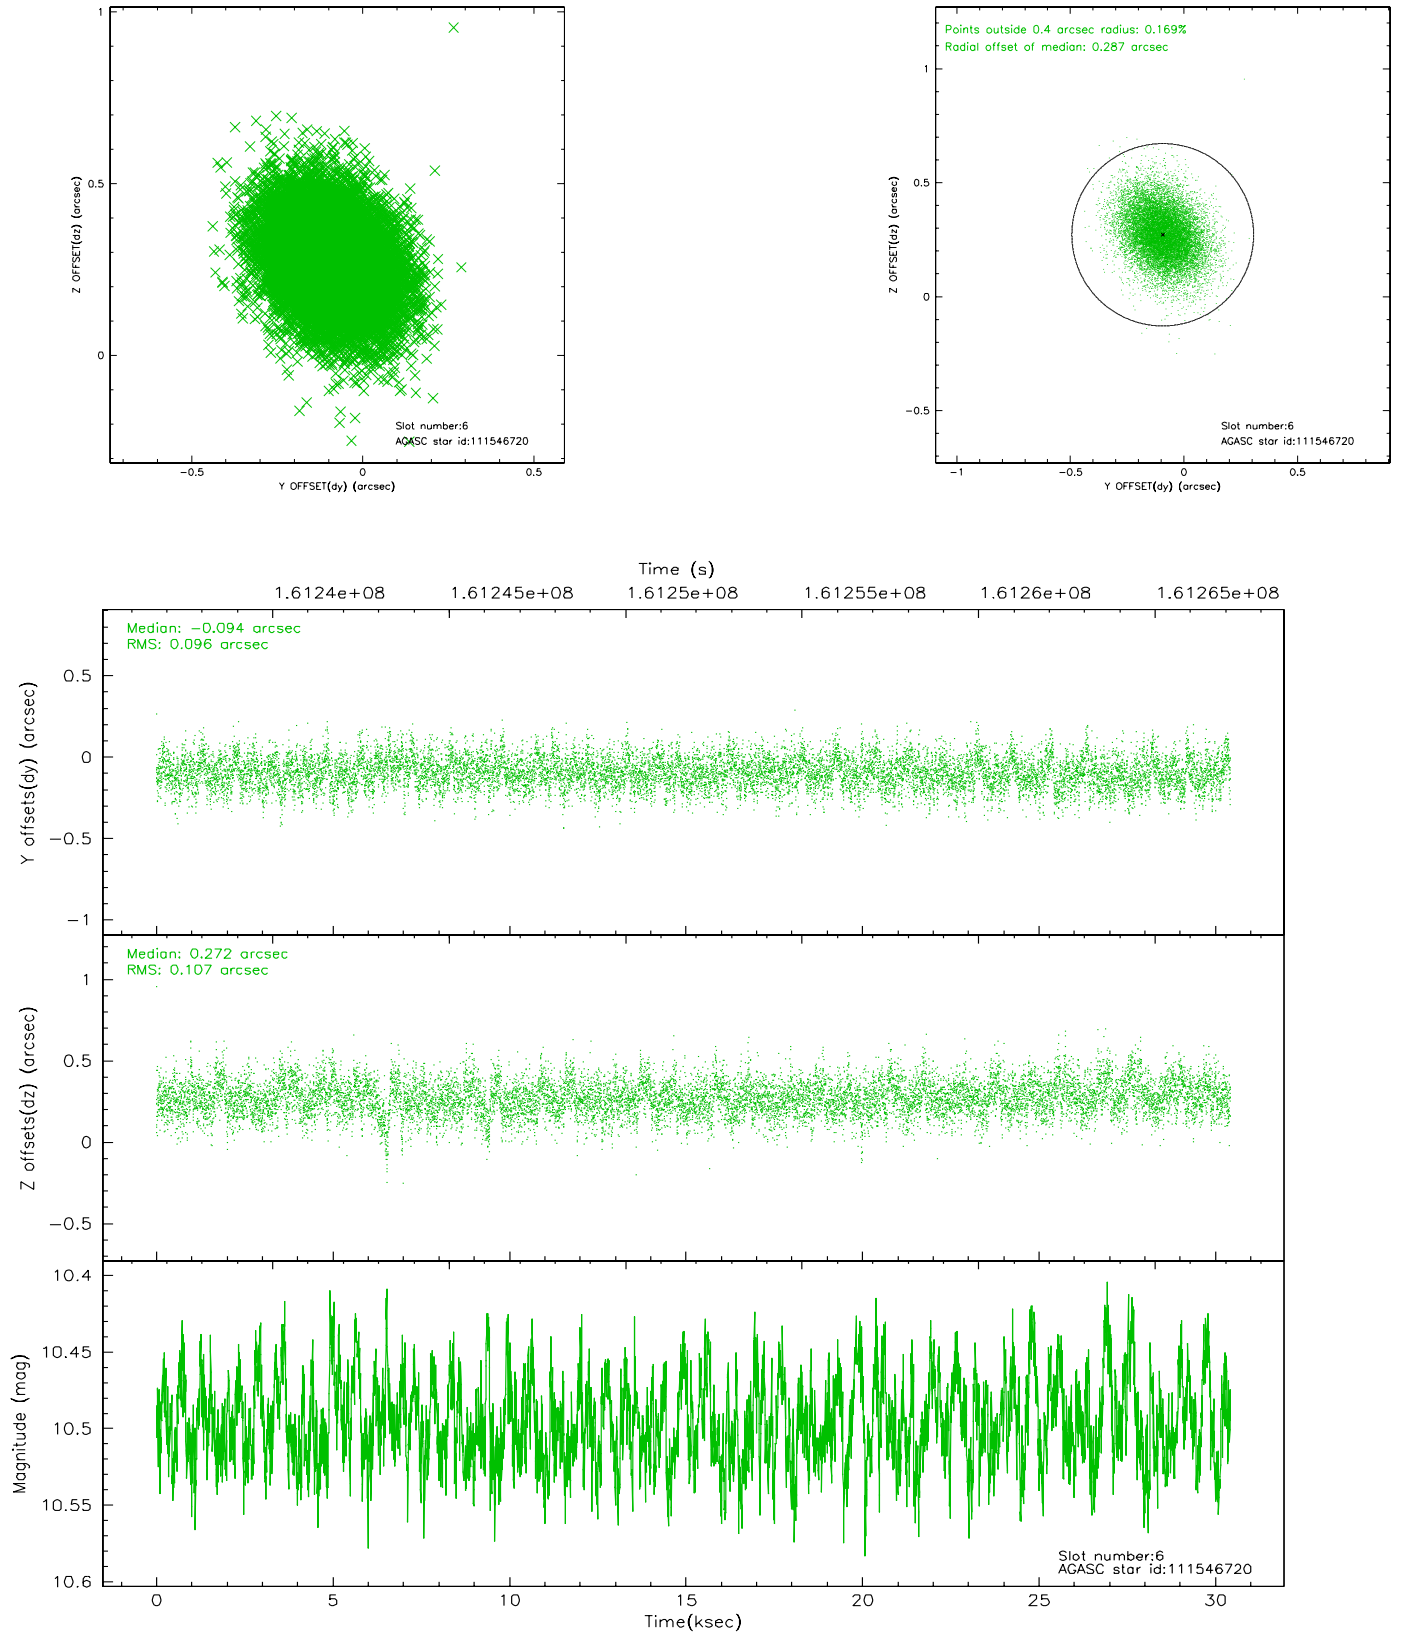 1
0.5
0
Z OFFSET(dz) (arcsec)
-0.5
0
0.5
Y OFFSET(dy) (arcsec)
Slot number:6
AGASC star id:111546720
Points outside 0.4 arcsec radius: 0.169%
Radial offset of median: 0.287 arcsec
1
0.5
0
-0.5
Z OFFSET(dz) (arcsec)
-1
-0.5
0
0.5
Y OFFSET(dy) (arcsec)
Slot number:6
AGASC star id:111546720
Time (s)
1.6124e+08
1.61245e+08
1.6125e+08
1.61255e+08
1.6126e+08
1.61265e+08
Median: -0.094 arcsec
RMS: 0.096 arcsec
0.5
0
-0.5
-1
Y offsets(dy) (arcsec)
Median: 0.272 arcsec
RMS: 0.107 arcsec
1
0.5
0
-0.5
Z offsets(dz) (arcsec)
10.4
10.45
10.5
10.55
10.6
Magnitude (mag)
Slot number:6
AGASC star id:111546720
0
5
10
15
20
25
30
Time(ksec)